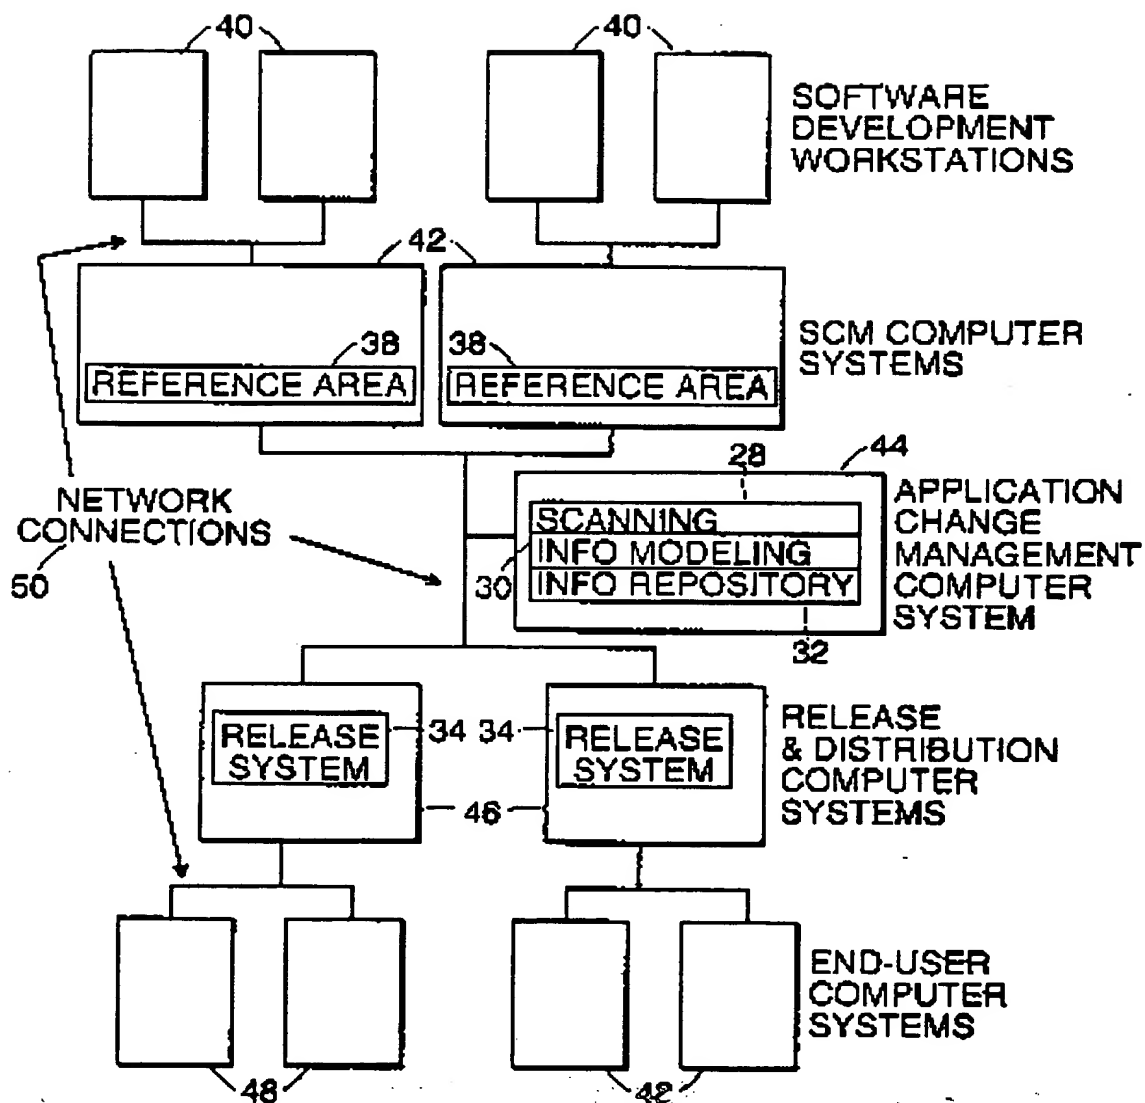 40
40
SOFTWARE
DEVELOPMENT
WORKSTATIONS
42
SCM COMPUTER
SYSTEMS
38
38
REFERENCE AREA
REFERENCE AREA
44
28
APPLICATION
CHANGE
MANAGEMENT
COMPUTER
SYSTEM
SCANNING
INFO MODELING
INFO REPOSITORY
30
32
NETWORK
CONNECTIONS
50
RELEASE
SYSTEM
34
34
RELEASE
SYSTEM
RELEASE
& DISTRIBUTION
COMPUTER
SYSTEMS
46
END-USER
COMPUTER
SYSTEMS
48
42